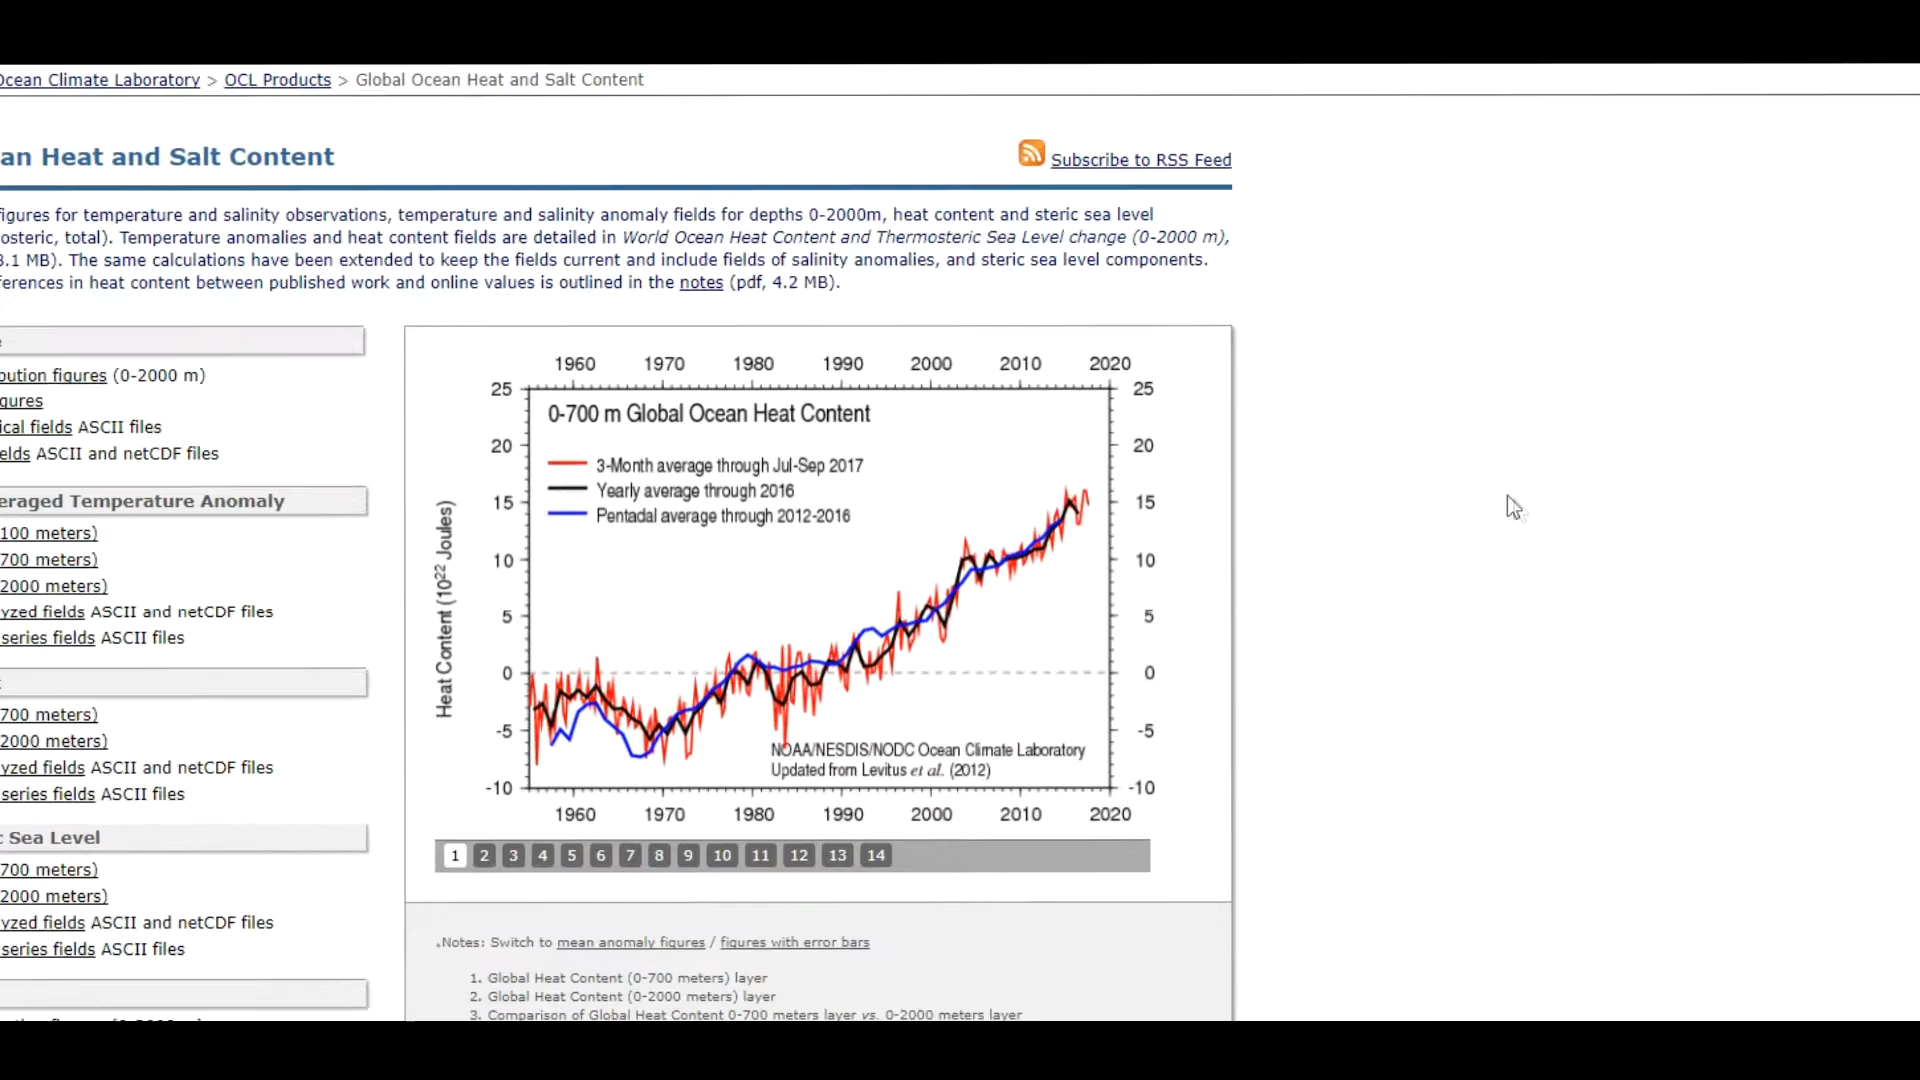 Ocean Climate Laboratory > OCL Products > Global Ocean Heat and Salt Content
an Heat and Salt Content
Subscribe to RSS Feed
figures for temperature and salinity observations, temperature and salinity anomaly fields for depths 0-2000m, heat content and steric sea level
osteric, total). Temperature anomalies and heat content fields are detailed in World Ocean Heat Content and Thermosteric Sea Level change (0-2000 m),
8.1 MB). The same calculations have been extended to keep the fields current and include fields of salinity anomalies, and steric sea level components.
ferences in heat content between published work and online values is outlined in the notes (pdf, 4.2 MB).
bution figures (0-2000 m)
gures
ical fields ASCII files
elds ASCII and netCDF files
eraged Temperature Anomaly
100 meters)
700 meters)
2000 meters)
yzed fields ASCII and netCDF files
series fields ASCII files
700 meters)
2000 meters)
yzed fields ASCII and netCDF files
series fields ASCII files
c Sea Level
700 meters)
2000 meters)
yzed fields ASCII and netCDF files
series fields ASCII files
1960 1970 1980 1990 2000 2010 2020
25 25
0-700 m Global Ocean Heat Content
20 20
3-Month average through Jul-Sep 2017
Yearly average through 2016
15 15
Pentadal average through 2012-2016
Heat Content (10²² Joules)
10 10
5 5
0 0
-5 -5
NOAA/NESDIS/NODC Ocean Climate Laboratory
Updated from Levitus et al. (2012)
-10 -10
1960 1970 1980 1990 2000 2010 2020
1 2 3 4 5 6 7 8 9 10 11 12 13 14
.Notes: Switch to mean anomaly figures / figures with error bars
1. Global Heat Content (0-700 meters) layer
2. Global Heat Content (0-2000 meters) layer
3. Comparison of Global Heat Content 0-700 meters layer vs. 0-2000 meters layer